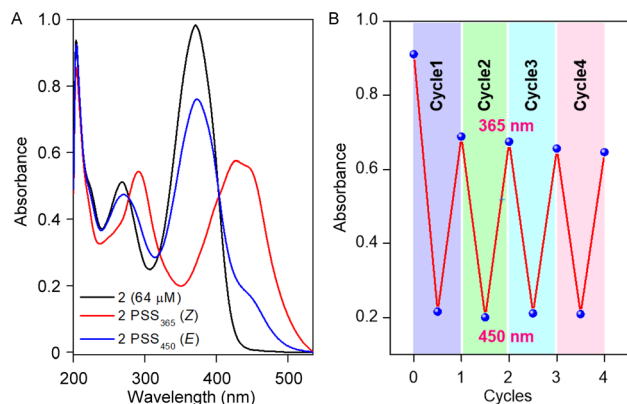 A
B
1.0
0.8
0.6
0.4
0.2
0
Absorbance
2 (64 μM)
2 PSS₃₆₅ (Z)
2 PSS₄₅₀ (E)
200
300
400
500
Wavelength (nm)
1.0
0.8
0.6
0.4
0.2
Absorbance
Cycle1
Cycle2
Cycle3
Cycle4
365 nm
450 nm
0
1
2
3
4
Cycles